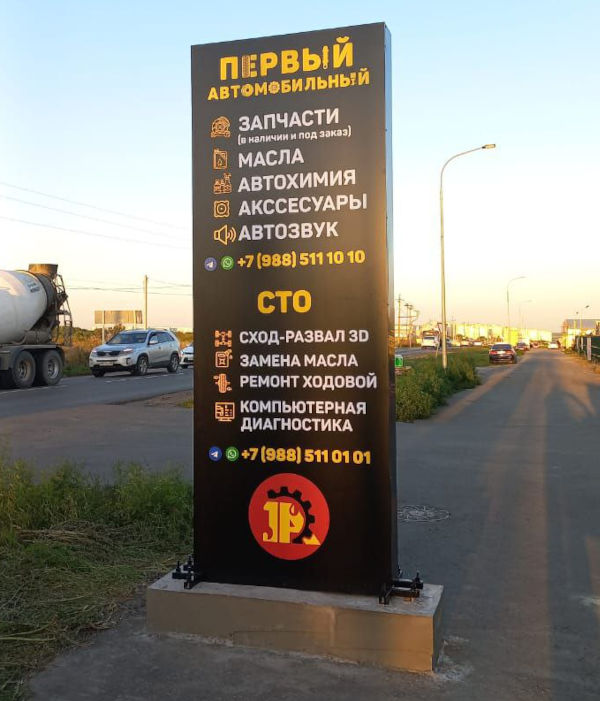 ПЕРВЫЙ
АВТОМОБИЛЬНЫЙ
ЗАПЧАСТИ
(в наличии и под заказ)
МАСЛА
АВТОХИМИЯ
АКССЕСУАРЫ
АВТОЗВУК
+7 (988) 511 10 10
СТО
СХОД-РАЗВАЛ 3D
ЗАМЕНА МАСЛА
РЕМОНТ ХОДОВОЙ
КОМПЬЮТЕРНАЯ
ДИАГНОСТИКА
+7 (988) 511 01 01